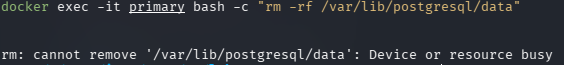 docker exec -it primary bash -c "rm -rf /var/lib/postgresql/data"
rm: cannot remove '/var/lib/postgresql/data': Device or resource busy